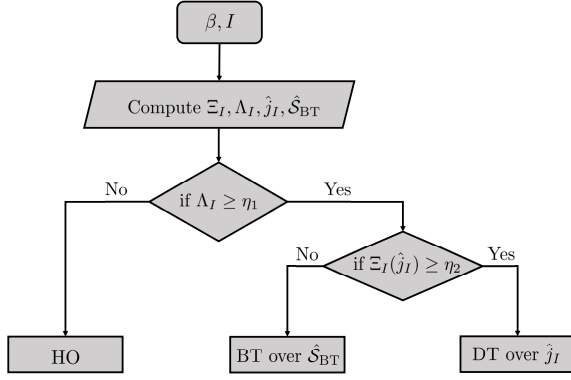 β, I
Compute Ξ_I, Λ_I, ĵ_I, Ŝ_BT
if Λ_I ≥ η_1
No
Yes
if Ξ_I(ĵ_I) ≥ η_2
No
Yes
HO
BT over Ŝ_BT
DT over ĵ_I